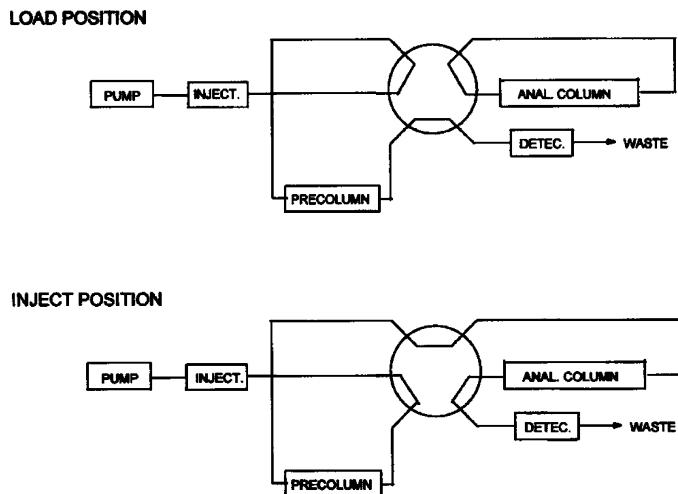 LOAD POSITION
PUMP
INJECT.
ANAL. COLUMN
DETEC.
WASTE
PRECOLUMN
INJECT POSITION
PUMP
INJECT.
ANAL. COLUMN
DETEC.
WASTE
PRECOLUMN